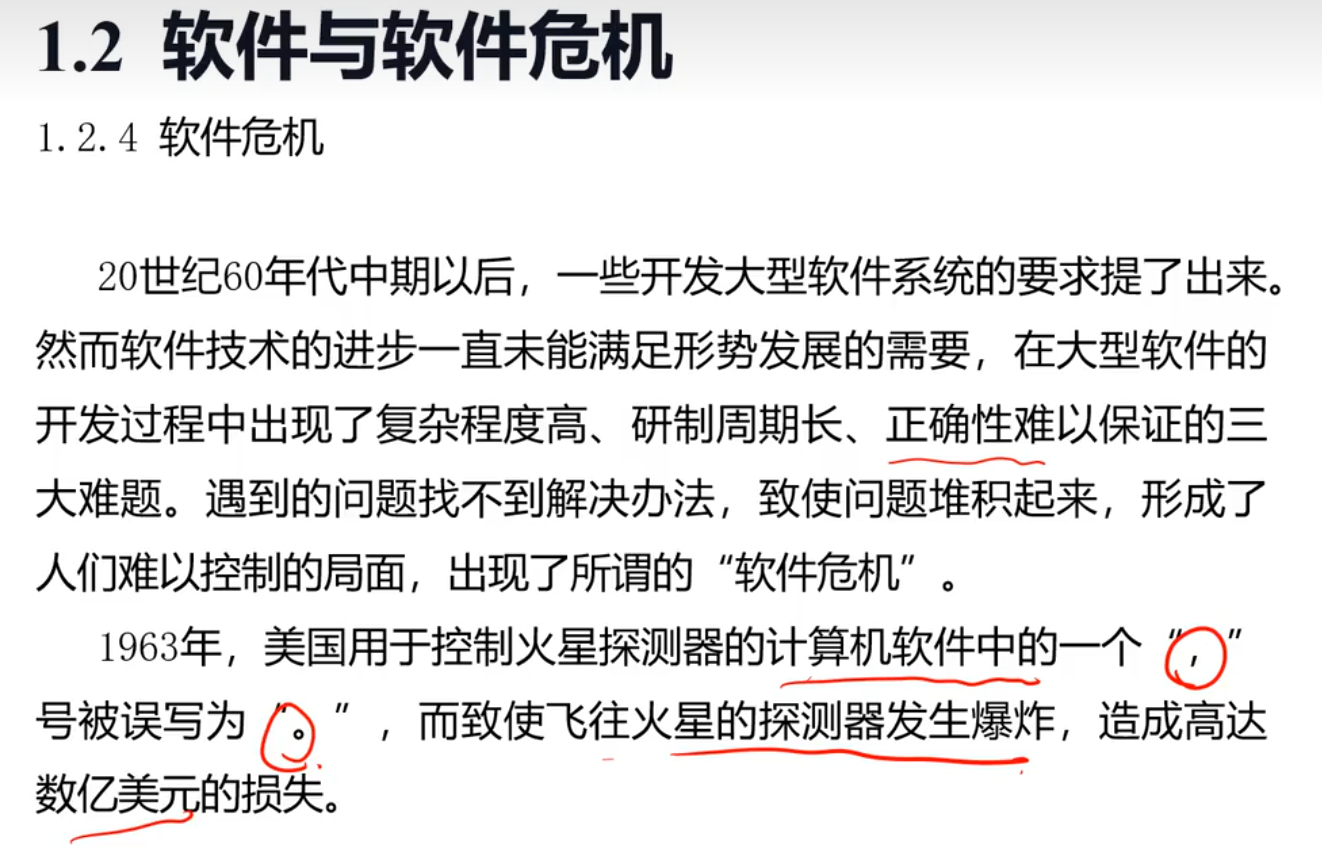 1.2 软件与软件危机
1.2.4 软件危机
20世纪60年代中期以后，一些开发大型软件系统的要求提了出来。
然而软件技术的进步一直未能满足形势发展的需要，在大型软件的
开发过程中出现了复杂程度高、研制周期长、正确性难以保证的三
大难题。遇到的问题找不到解决办法，致使问题堆积起来，形成了
人们难以控制的局面，出现了所谓的“软件危机”。
1963年，美国用于控制火星探测器的计算机软件中的一个“，”
号被误写为“。”，而致使飞往火星的探测器发生爆炸，造成高达
数亿美元的损失。